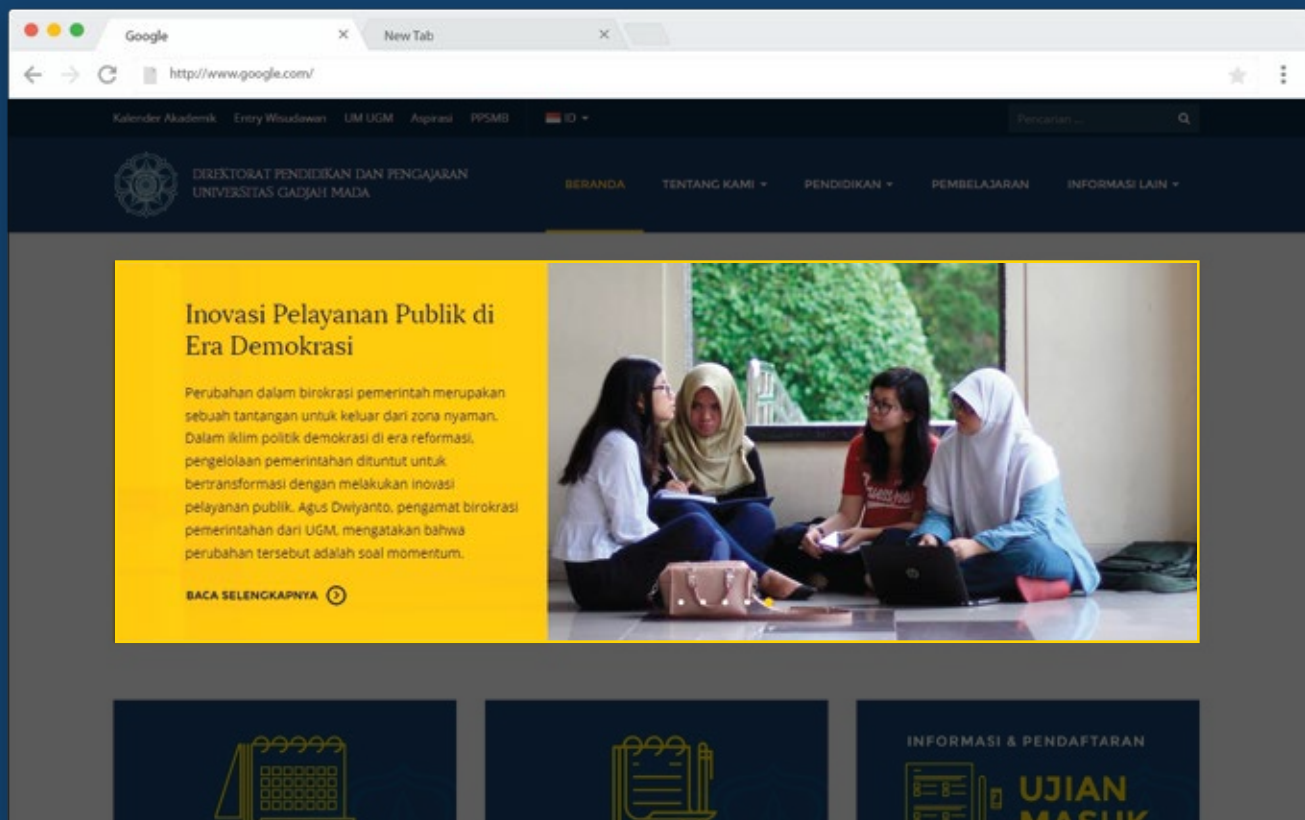 Google
New Tab
http://www.google.com/
Kalender Akademik Entry Wisudawan UM UGM Aspirasi PPSMB ID
Pencarian ...
DIREKTORAT PENDIDIKAN DAN PENGAJARAN
UNIVERSITAS GADJAH MADA
BERANDA TENTANG KAMI PENDIDIKAN PEMBELAJARAN INFORMASI LAIN
Inovasi Pelayanan Publik di
Era Demokrasi
Perubahan dalam birokrasi pemerintah merupakan
sebuah tantangan untuk keluar dari zona nyaman.
Dalam iklim politik demokrasi di era reformasi,
pengelolaan pemerintahan dituntut untuk
bertransformasi dengan melakukan inovasi
pelayanan publik. Agus Dwiyanto, pengamat birokrasi
pemerintahan dari UGM, mengatakan bahwa
perubahan tersebut adalah soal momentum.
BACA SELENGKAPNYA
INFORMASI & PENDAFTARAN
UJIAN
MASUK